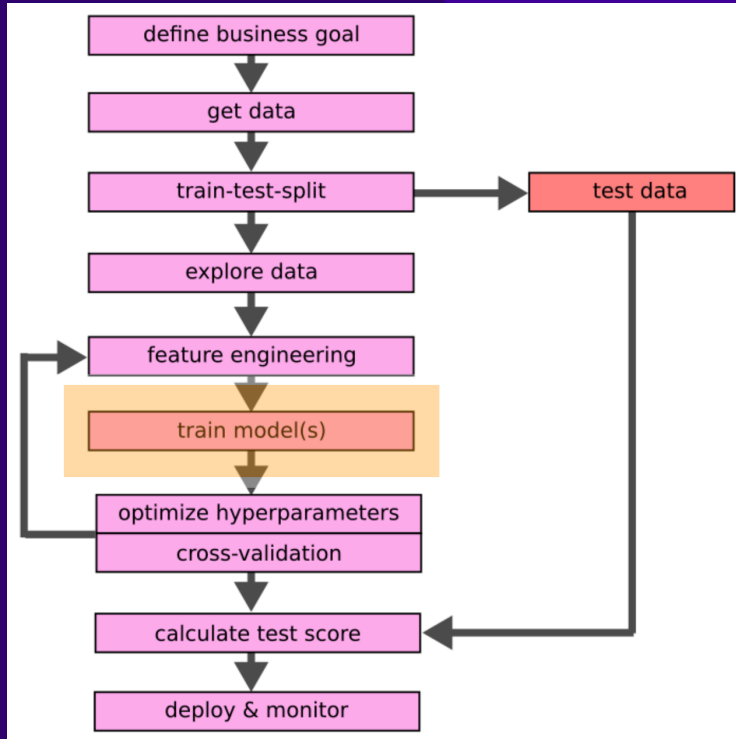 define business goal
get data
train-test-split
test data
explore data
feature engineering
train model(s)
optimize hyperparameters
cross-validation
calculate test score
deploy & monitor